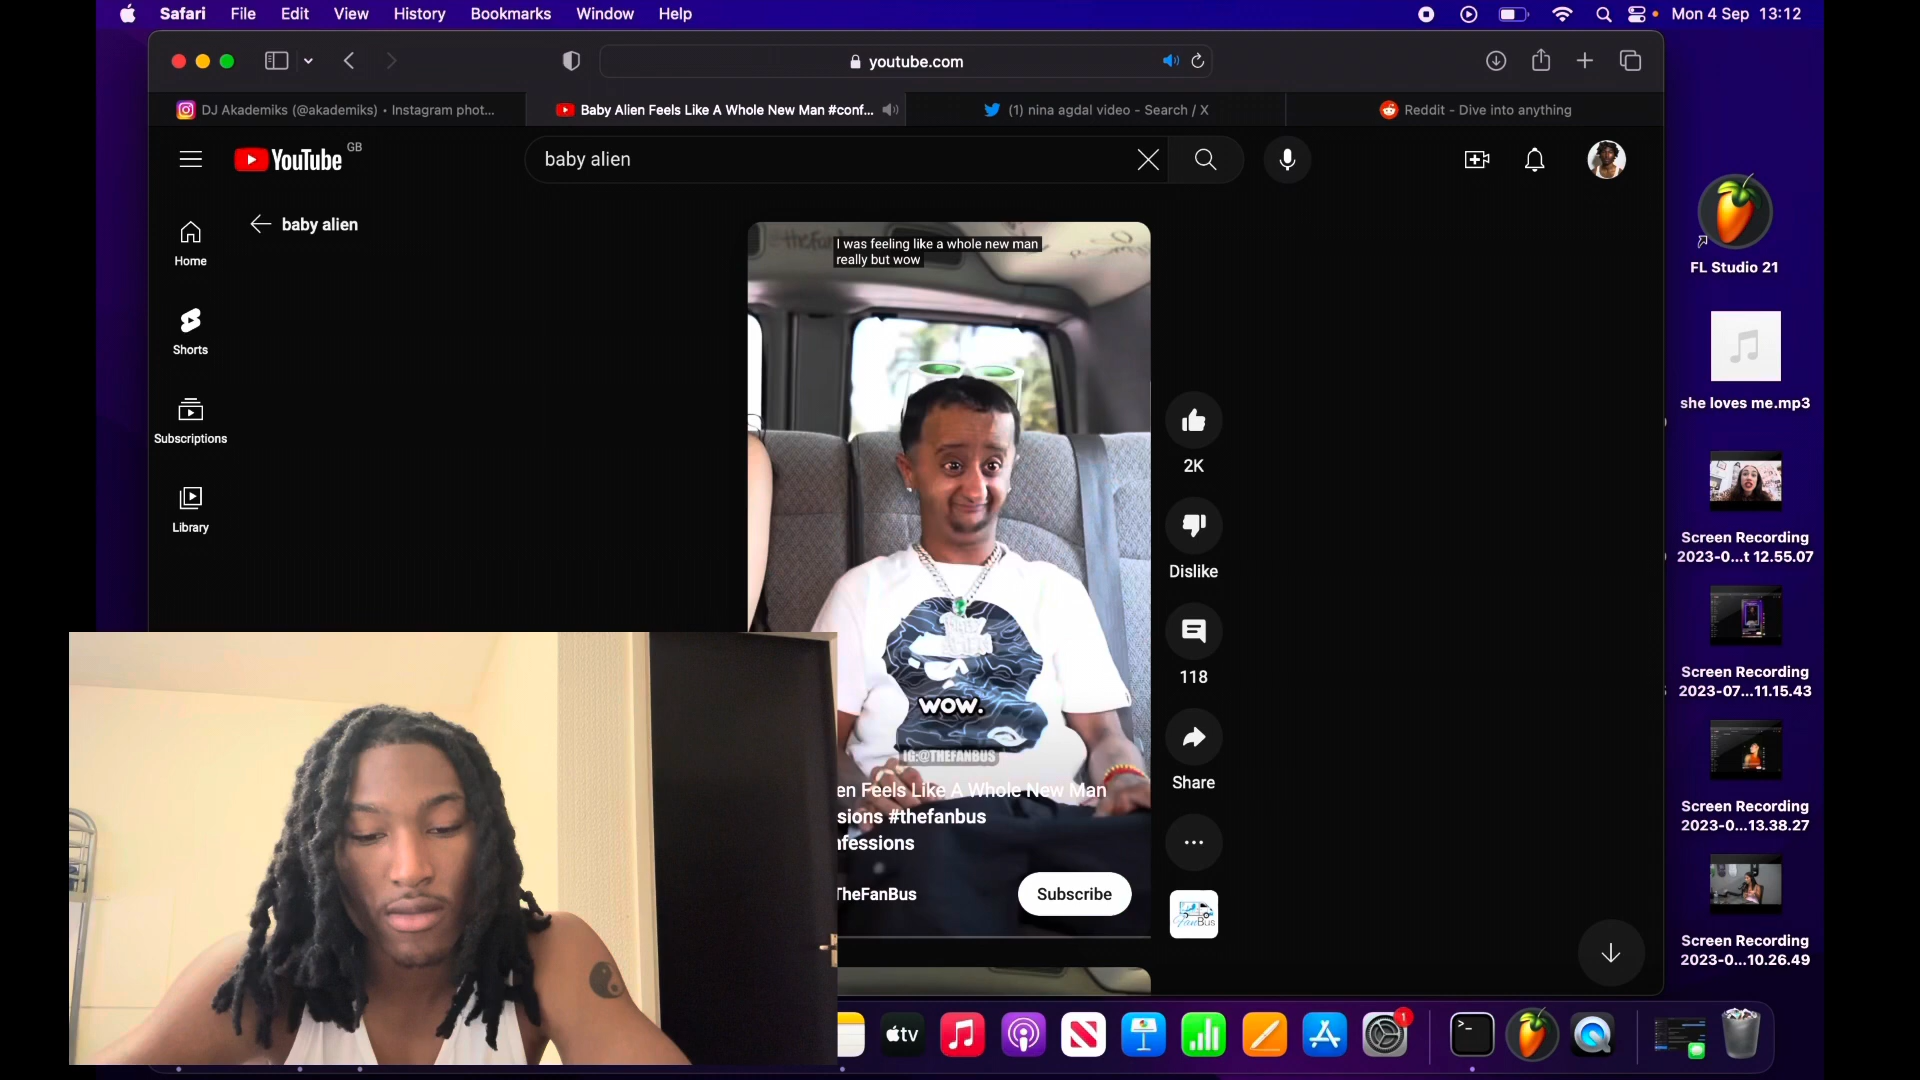 Safari File Edit View History Bookmarks Window Help
Mon 4 Sep 13:12
youtube.com
DJ Akademiks (@akademiks) • Instagram phot...
Baby Alien Feels Like A Whole New Man #conf...
(1) nina agdal video - Search / X
Reddit - Dive into anything
YouTube GB
baby alien
baby alien
Home
Shorts
Subscriptions
Library
I was feeling like a whole new man
really but wow
WOW.
IG:@THEFANBUS
en Feels Like A Whole New Man
sions #thefanbus
nfessions
TheFanBus
Subscribe
2K
Dislike
118
Share
FanBus
FL Studio 21
she loves me.mp3
Screen Recording
2023-0...t 12.55.07
Screen Recording
2023-07...11.15.43
Screen Recording
2023-0...13.38.27
Screen Recording
2023-0...10.26.49
tv
1